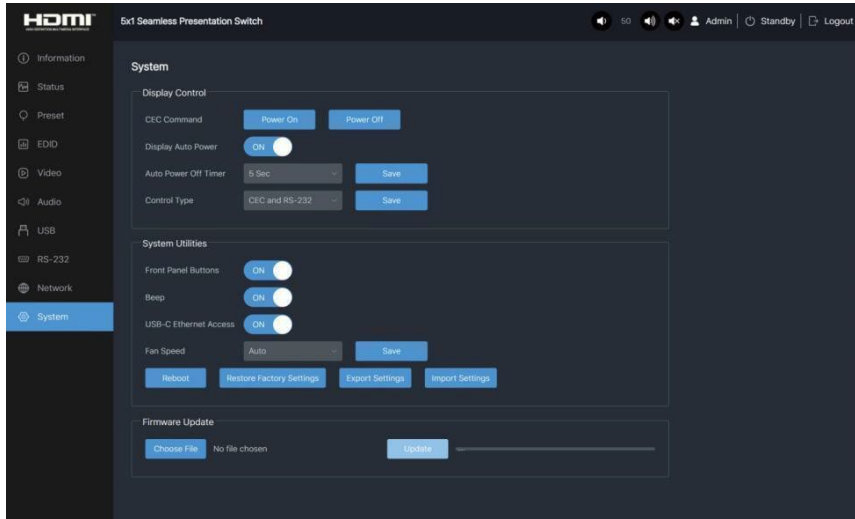 HDMI
HIGH-DEFINITION MULTIMEDIA INTERFACE
5x1 Seamless Presentation Switch
50
Admin
Standby
Logout
Information
Status
Preset
EDID
Video
Audio
USB
RS-232
Network
System
System
Display Control
CEC Command
Power On
Power Off
Display Auto Power
ON
Auto Power Off Timer
5 Sec
Save
Control Type
CEC and RS-232
Save
System Utilities
Front Panel Buttons
ON
Beep
ON
USB-C Ethernet Access
ON
Fan Speed
Auto
Save
Reboot
Restore Factory Settings
Export Settings
Import Settings
Firmware Update
Choose File
No file chosen
Update